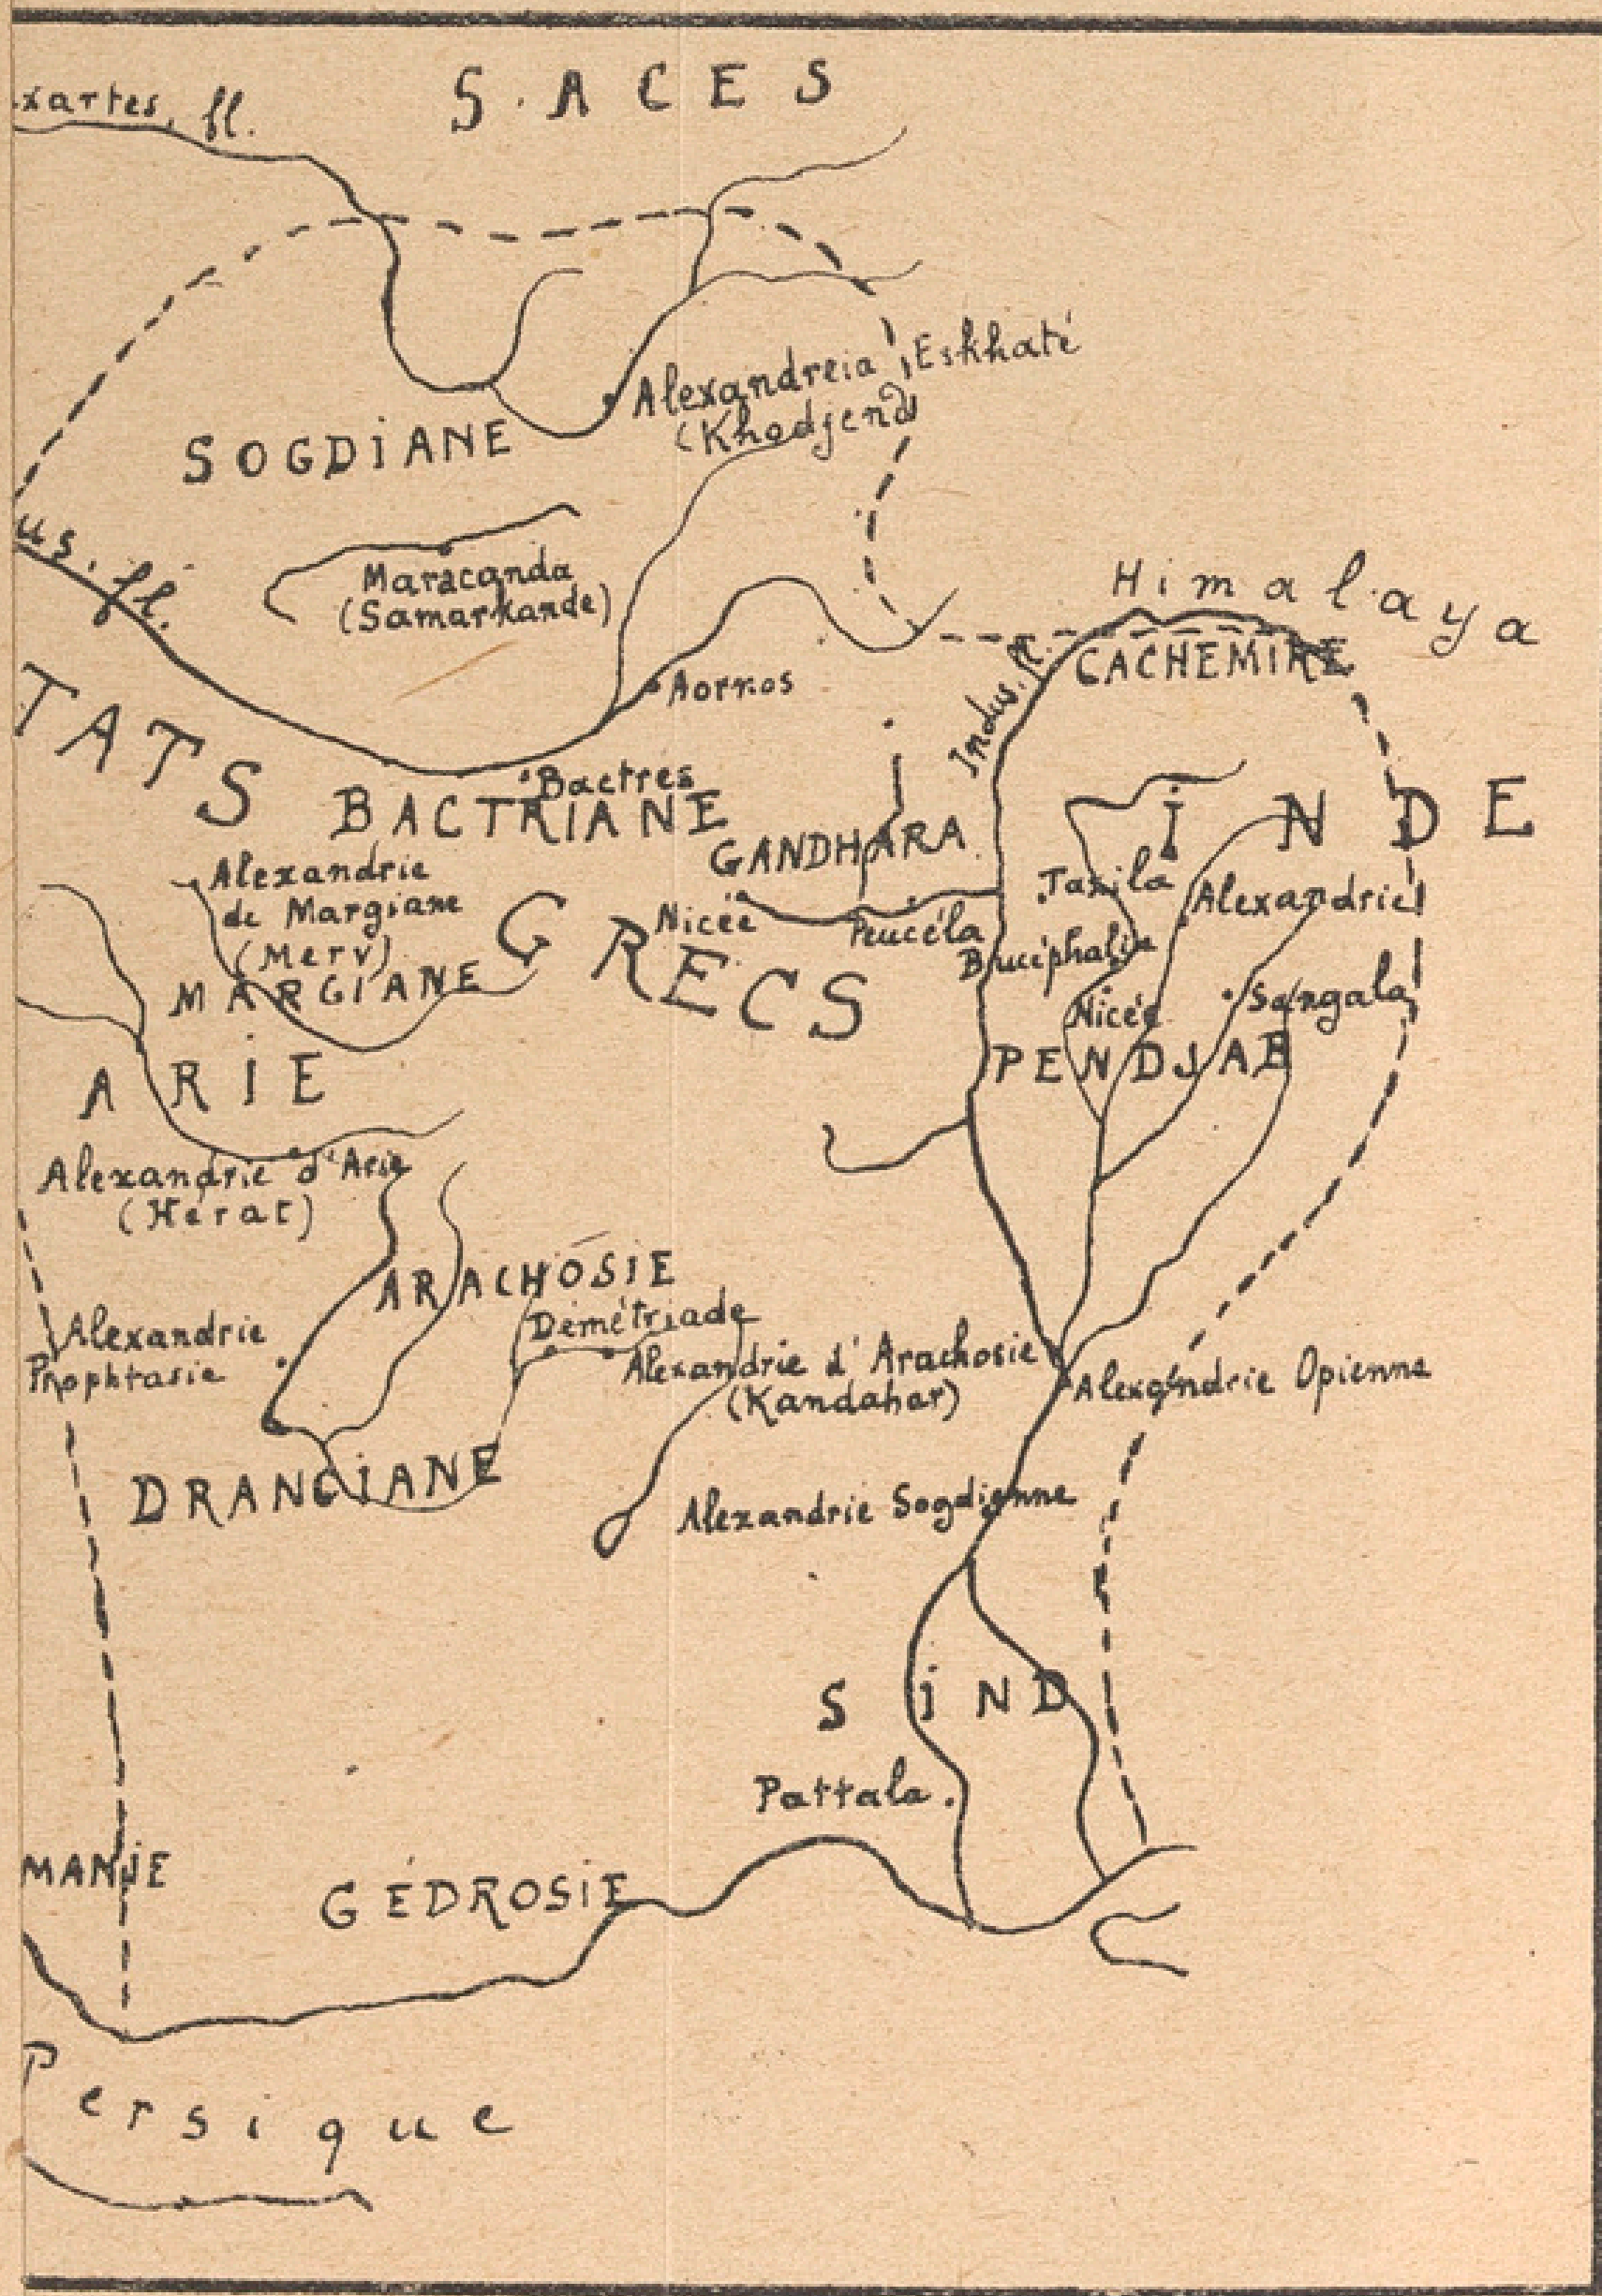 xartes, fl.
SACES
Alexandreia Eskhaté
(Khodjend)
SOGDIANE
us. fl.
Maracanda
(Samarkande)
Himalaya
CACHEMIRE
Indus. fl.
Aornos
TATS
Bactres
BACTRIANE
INDE
GANDHARA
Alexandrie
de Margiane
(Merv)
MARGIANE
GRECS
Nicée
Peucéla
Taxila
Alexandrie
Bucéphalie
Nicée
Sangala
PENDJAB
ARIE
Alexandrie d'Arie
(Herat)
ARACHOSIE
Démétriade
Alexandrie
Prophtasie
Alexandrie d'Arachosie
(Kandahar)
Alexandrie Opienne
DRANGIANE
Alexandrie Sogdienne
SIND
Pattala
MANIE
GÉDROSIE
Persique